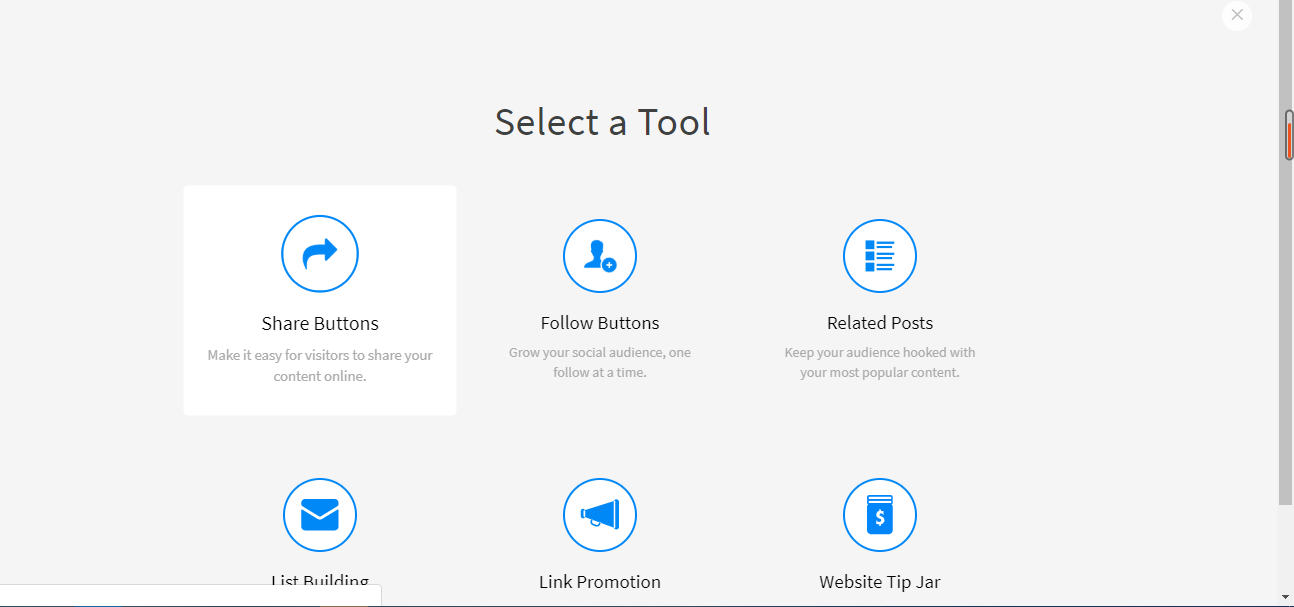 Select a Tool
Share Buttons
Make it easy for visitors to share your
content online.
Follow Buttons
Grow your social audience, one
follow at a time.
Related Posts
Keep your audience hooked with
your most popular content.
List Building
Link Promotion
$
Website Tip Jar